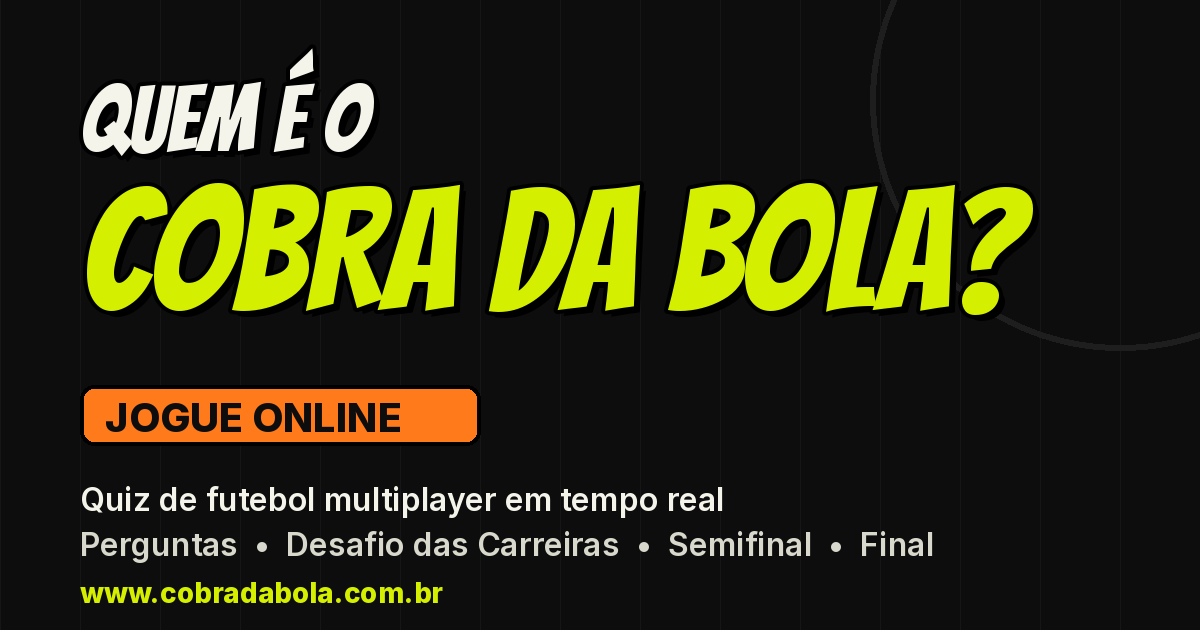 QUEM É O
COBRA DA BOLA?
JOGUE ONLINE
Quiz de futebol multiplayer em tempo real
Perguntas • Desafio das Carreiras • Semifinal • Final
www.cobradabola.com.br